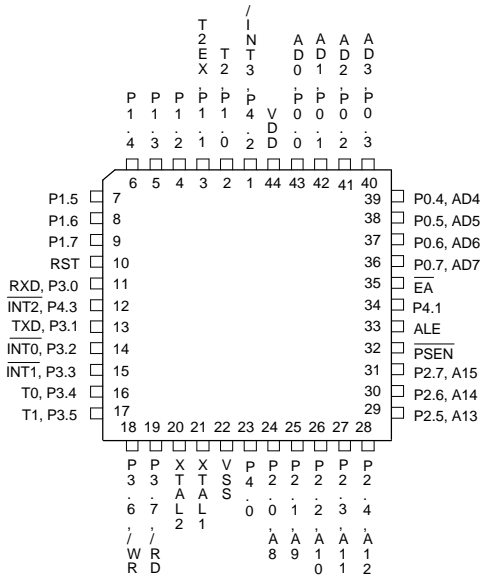 P1.4
P1.3
P1.2
T2EX,P1.1
T2,P1.0
/INT3,P4.2
VDD
AD0,P0.0
AD1,P0.1
AD2,P0.2
AD3,P0.3
6 5 4 3 2 1 44 43 42 41 40
P1.5 7
P1.6 8
P1.7 9
RST 10
RXD, P3.0 11
INT2, P4.3 12
TXD, P3.1 13
INT0, P3.2 14
INT1, P3.3 15
T0, P3.4 16
T1, P3.5 17
39 P0.4, AD4
38 P0.5, AD5
37 P0.6, AD6
36 P0.7, AD7
35 EA
34 P4.1
33 ALE
32 PSEN
31 P2.7, A15
30 P2.6, A14
29 P2.5, A13
18 19 20 21 22 23 24 25 26 27 28
P3.6,/WR
P3.7,/RD
XTAL2
XTAL1
VSS
P4.0
P2.0,A8
P2.1,A9
P2.2,A10
P2.3,A11
P2.4,A12